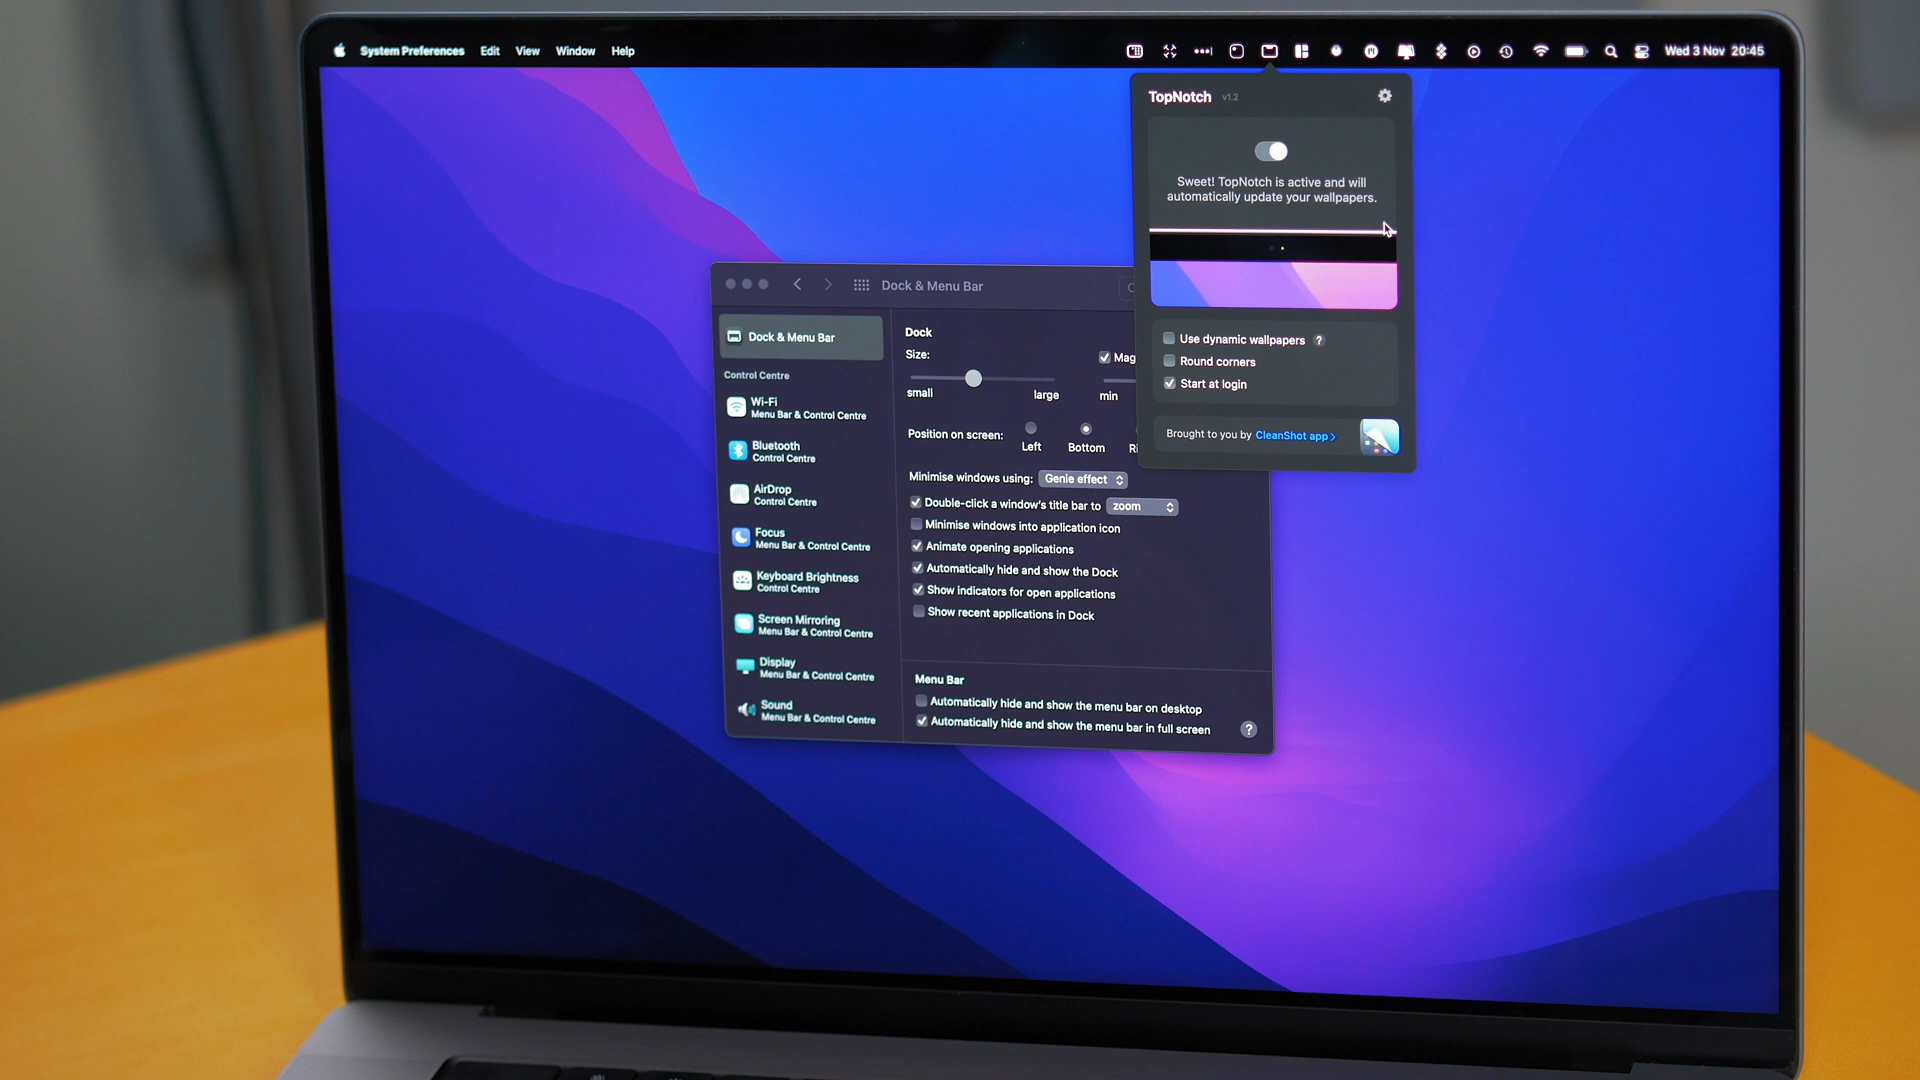 System Preferences Edit View Window Help Wed 3 Nov 20:45
TopNotch v1.2
Sweet! TopNotch is active and will
automatically update your wallpapers.
Use dynamic wallpapers ?
Round corners
Start at login
Brought to you by CleanShot app >
Dock & Menu Bar
Dock & Menu Bar
Control Centre
Wi-Fi
Menu Bar & Control Centre
Bluetooth
Control Centre
AirDrop
Control Centre
Focus
Menu Bar & Control Centre
Keyboard Brightness
Control Centre
Screen Mirroring
Menu Bar & Control Centre
Display
Menu Bar & Control Centre
Sound
Menu Bar & Control Centre
Dock
Size: Mag
small large min
Position on screen: Left Bottom Ri
Minimise windows using: Genie effect
Double-click a window's title bar to zoom
Minimise windows into application icon
Animate opening applications
Automatically hide and show the Dock
Show indicators for open applications
Show recent applications in Dock
Menu Bar
Automatically hide and show the menu bar on desktop
Automatically hide and show the menu bar in full screen ?